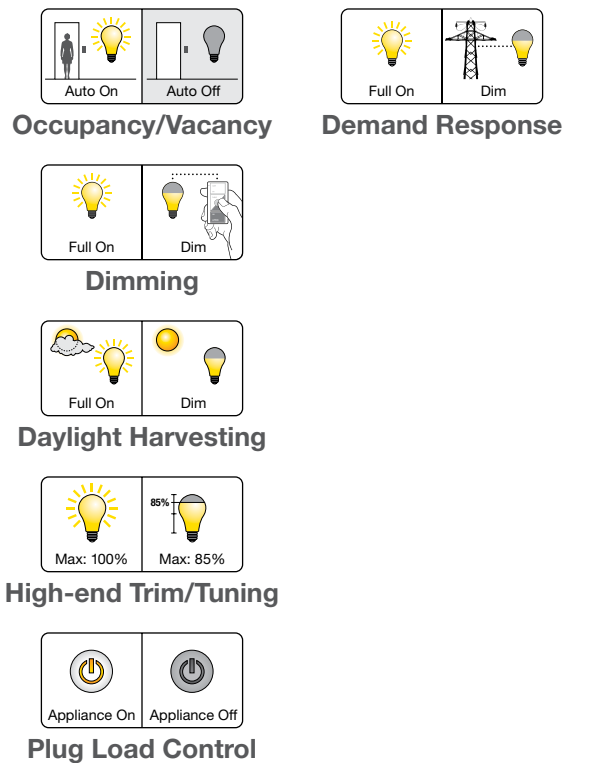 Auto On
Auto Off
Occupancy/Vacancy
Full On
Dim
Demand Response
Full On
Dim
Dimming
Full On
Dim
Daylight Harvesting
85%
Max: 100%
Max: 85%
High-end Trim/Tuning
Appliance On
Appliance Off
Plug Load Control